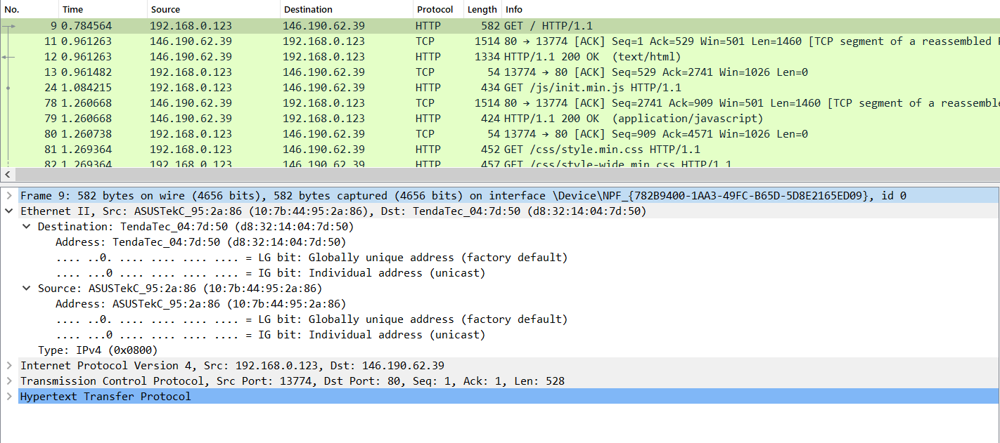 No. Time Source Destination Protocol Length Info
9 0.784564 192.168.0.123 146.190.62.39 HTTP 582 GET / HTTP/1.1
11 0.961263 146.190.62.39 192.168.0.123 TCP 1514 80 → 13774 [ACK] Seq=1 Ack=529 Win=501 Len=1460 [TCP segment of a reassembled
12 0.961263 146.190.62.39 192.168.0.123 HTTP 1334 HTTP/1.1 200 OK (text/html)
13 0.961482 192.168.0.123 146.190.62.39 TCP 54 13774 → 80 [ACK] Seq=529 Ack=2741 Win=1026 Len=0
24 1.084215 192.168.0.123 146.190.62.39 HTTP 434 GET /js/init.min.js HTTP/1.1
78 1.260668 146.190.62.39 192.168.0.123 TCP 1514 80 → 13774 [ACK] Seq=2741 Ack=909 Win=501 Len=1460 [TCP segment of a reassemble
79 1.260668 146.190.62.39 192.168.0.123 HTTP 424 HTTP/1.1 200 OK (application/javascript)
80 1.260738 192.168.0.123 146.190.62.39 TCP 54 13774 → 80 [ACK] Seq=909 Ack=4571 Win=1026 Len=0
81 1.269364 192.168.0.123 146.190.62.39 HTTP 452 GET /css/style.min.css HTTP/1.1
82 1.269364 192.168.0.123 146.190.62.39 HTTP 457 GET /css/style-wide.min.css HTTP/1.1
Frame 9: 582 bytes on wire (4656 bits), 582 bytes captured (4656 bits) on interface \Device\NPF_{782B9400-1AA3-49FC-B65D-5D8E2165ED09}, id 0
Ethernet II, Src: ASUSTekC_95:2a:86 (10:7b:44:95:2a:86), Dst: TendaTec_04:7d:50 (d8:32:14:04:7d:50)
Destination: TendaTec_04:7d:50 (d8:32:14:04:7d:50)
Address: TendaTec_04:7d:50 (d8:32:14:04:7d:50)
.... ..0. .... .... .... .... = LG bit: Globally unique address (factory default)
.... ...0 .... .... .... .... = IG bit: Individual address (unicast)
Source: ASUSTekC_95:2a:86 (10:7b:44:95:2a:86)
Address: ASUSTekC_95:2a:86 (10:7b:44:95:2a:86)
.... ..0. .... .... .... .... = LG bit: Globally unique address (factory default)
.... ...0 .... .... .... .... = IG bit: Individual address (unicast)
Type: IPv4 (0x0800)
Internet Protocol Version 4, Src: 192.168.0.123, Dst: 146.190.62.39
Transmission Control Protocol, Src Port: 13774, Dst Port: 80, Seq: 1, Ack: 1, Len: 528
Hypertext Transfer Protocol